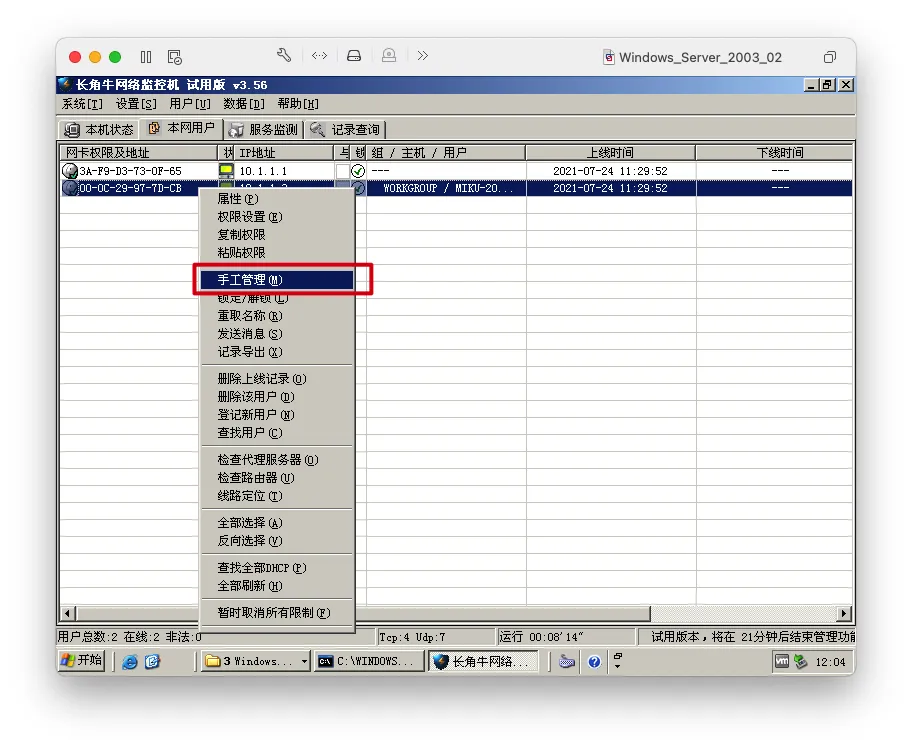 Windows_Server_2003_02
长角牛网络监控机 试用版 v3.56
系统[T] 设置[S] 用户[U] 数据[D] 帮助[H]
本机状态 本网用户 服务监测 记录查询
网卡权限及地址 状 IP地址 与 锁 组 / 主机 / 用户 上线时间 下线时间
3A-F9-D3-73-0F-65 10.1.1.1 --- 2021-07-24 11:29:52 ---
00-0C-29-97-7D-CB WORKGROUP / MIKU-20... 2021-07-24 11:29:52 ---
属性(P)
权限设置(E)
复制权限
粘贴权限
手工管理(M)
锁定/解锁(L)
重取名称(R)
发送消息(S)
记录导出(X)
删除上线记录(O)
删除该用户(D)
登记新用户(N)
查找用户(C)
检查代理服务器(O)
检查路由器(U)
线路定位(T)
全部选择(A)
反向选择(V)
查找全部DHCP(P)
全部刷新(H)
暂时取消所有限制(F)
用户总数:2 在线:2 非法:0 Tcp:4 Udp:7 运行 00:08'14" 试用版本，将在 21分钟后结束管理功
开始 3 Windows... C:\WINDOWS... 长角牛网络... 12:04